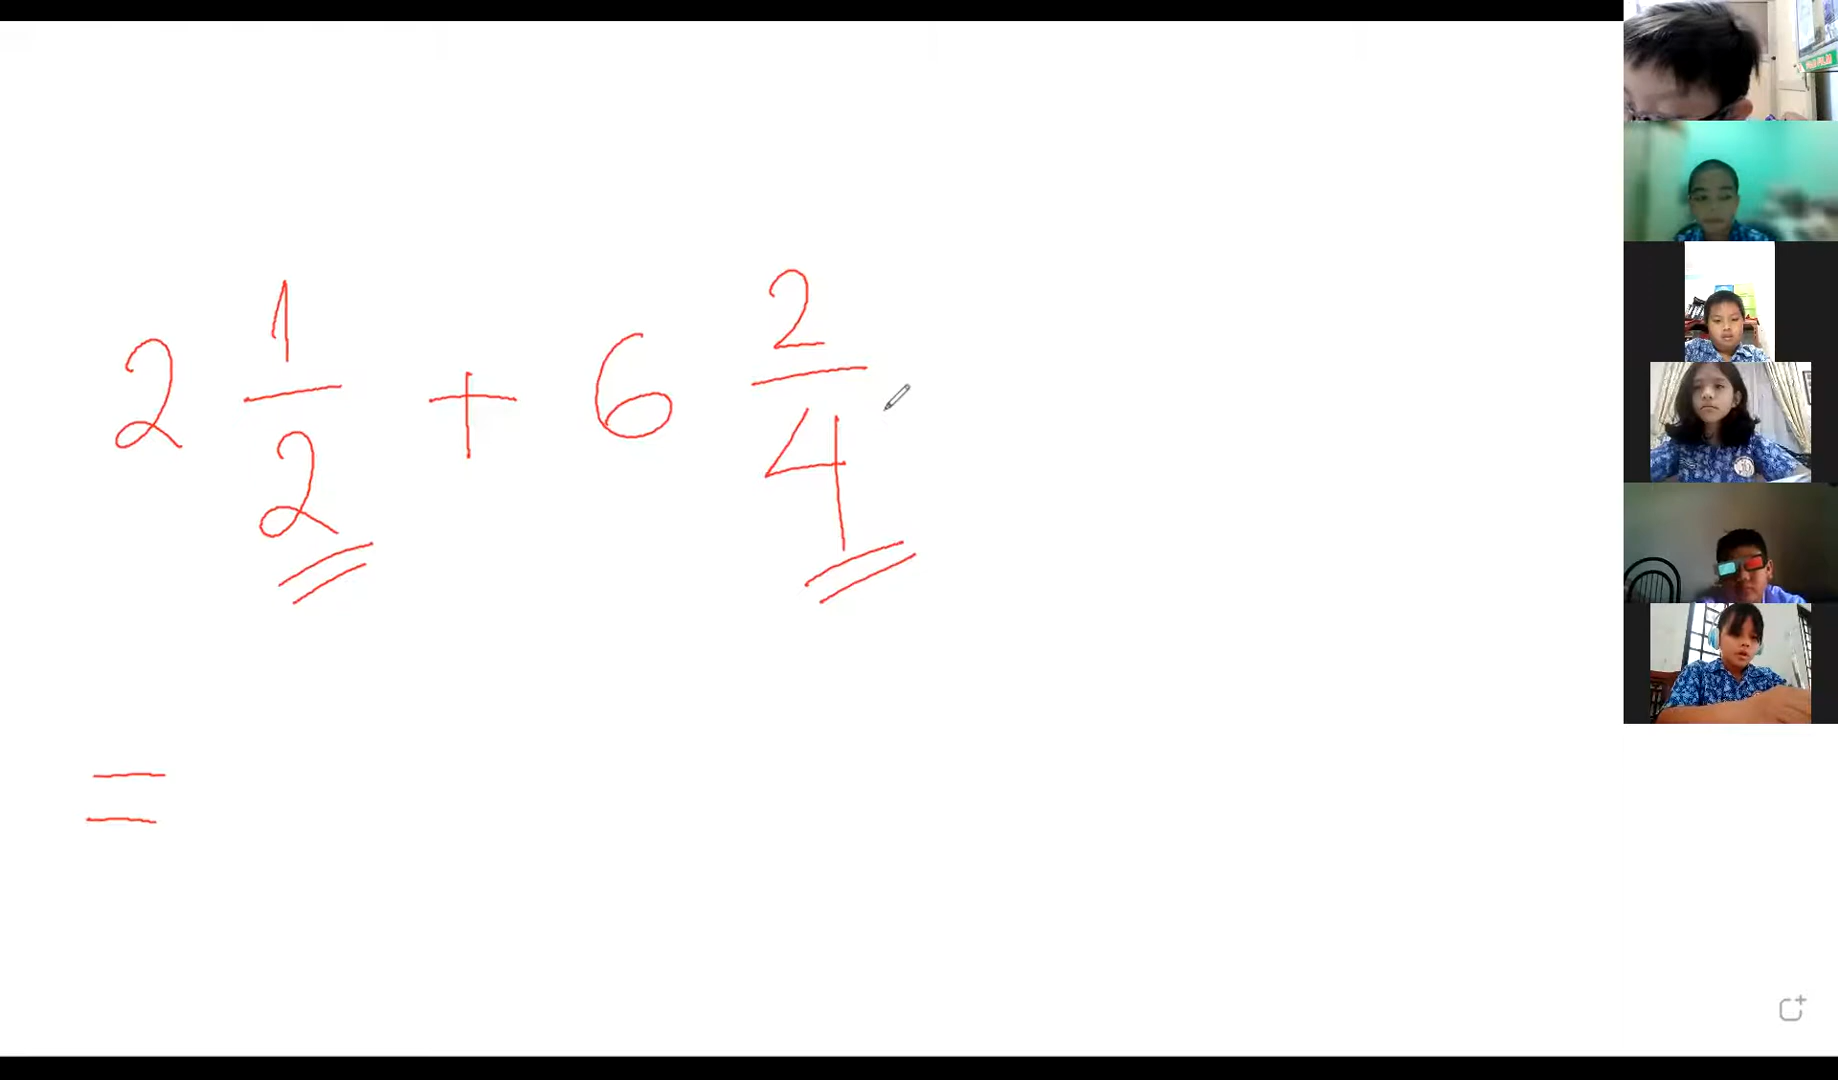 2 1/2 + 6 2/4
=